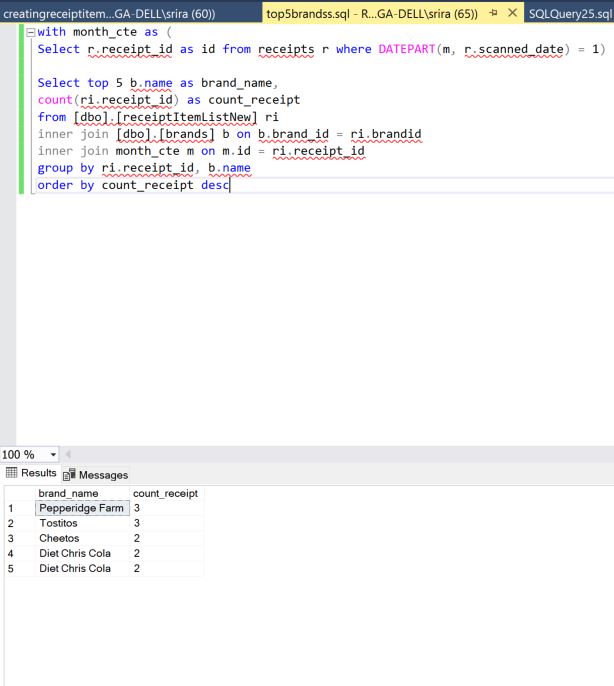 creatingreceiptitem...GA-DELL\srira (60))
top5brandss.sql - R...GA-DELL\srira (65))
SQLQuery25.sql
with month_cte as (
Select r.receipt_id as id from receipts r where DATEPART(m, r.scanned_date) = 1)
Select top 5 b.name as brand_name,
count(ri.receipt_id) as count_receipt
from [dbo].[receiptItemListNew] ri
inner join [dbo].[brands] b on b.brand_id = ri.brandid
inner join month_cte m on m.id = ri.receipt_id
group by ri.receipt_id, b.name
order by count_receipt desc
100 %
Results Messages
brand_name count_receipt
1 Pepperidge Farm 3
2 Tostitos 3
3 Cheetos 2
4 Diet Chris Cola 2
5 Diet Chris Cola 2